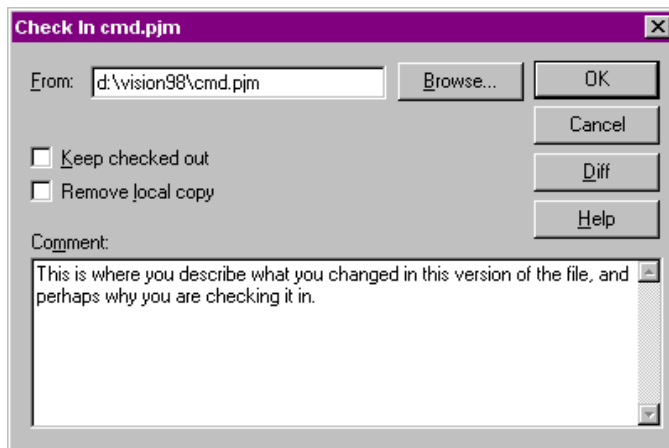 Check In cmd.pjm
From: d:\vision98\cmd.pjm Browse... OK
Cancel
Keep checked out
Diff
Remove local copy
Help
Comment:
This is where you describe what you changed in this version of the file, and
perhaps why you are checking it in.